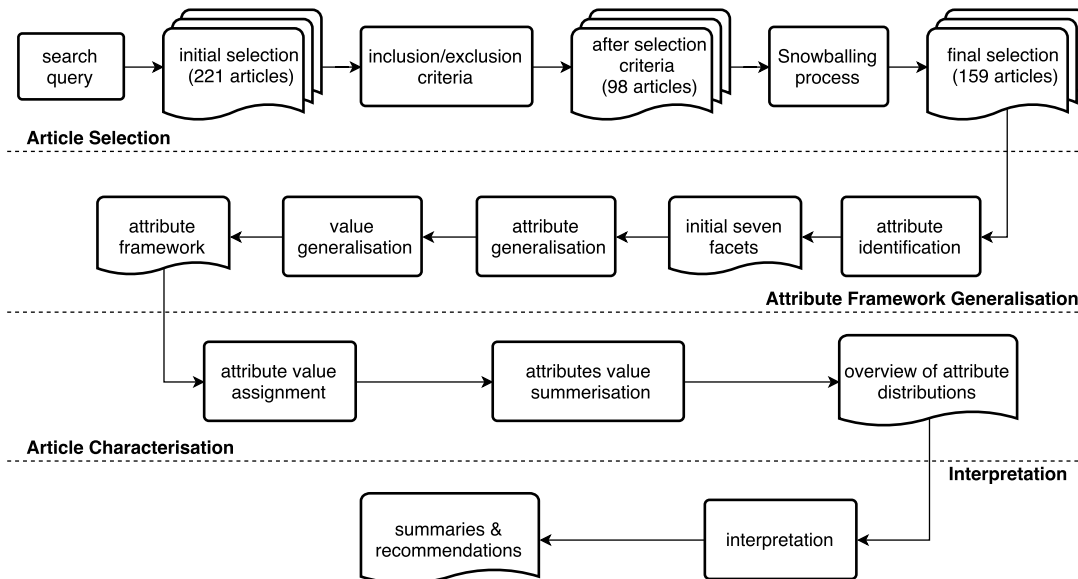 search
query
initial selection
(221 articles)
inclusion/exclusion
criteria
after selection
criteria
(98 articles)
Snowballing
process
final selection
(159 articles)
Article Selection
attribute
framework
value
generalisation
attribute
generalisation
initial seven
facets
attribute
identification
Attribute Framework Generalisation
attribute value
assignment
attributes value
summerisation
overview of attribute
distributions
Article Characterisation
Interpretation
summaries &
recommendations
interpretation